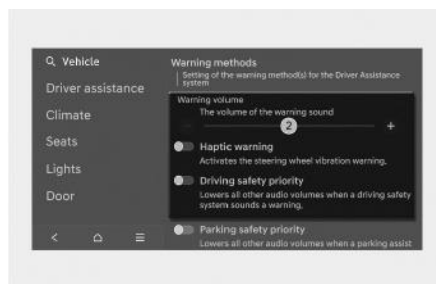 Vehicle
Driver assistance
Climate
Seats
Lights
Door
Warning methods
Setting of the warning method(s) for the Driver Assistance
system
Warning volume
The volume of the warning sound
2
Haptic warning
Activates the steering wheel vibration warning.
Driving safety priority
Lowers all other audio volumes when a driving safety
system sounds a warning.
Parking safety priority
Lowers all other audio volumes when a parking assist